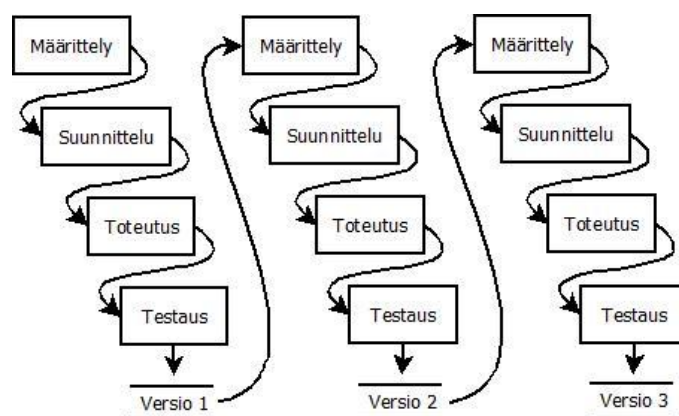 Määrittely
Suunnittelu
Toteutus
Testaus
Versio 1
Määrittely
Suunnittelu
Toteutus
Testaus
Versio 2
Määrittely
Suunnittelu
Toteutus
Testaus
Versio 3